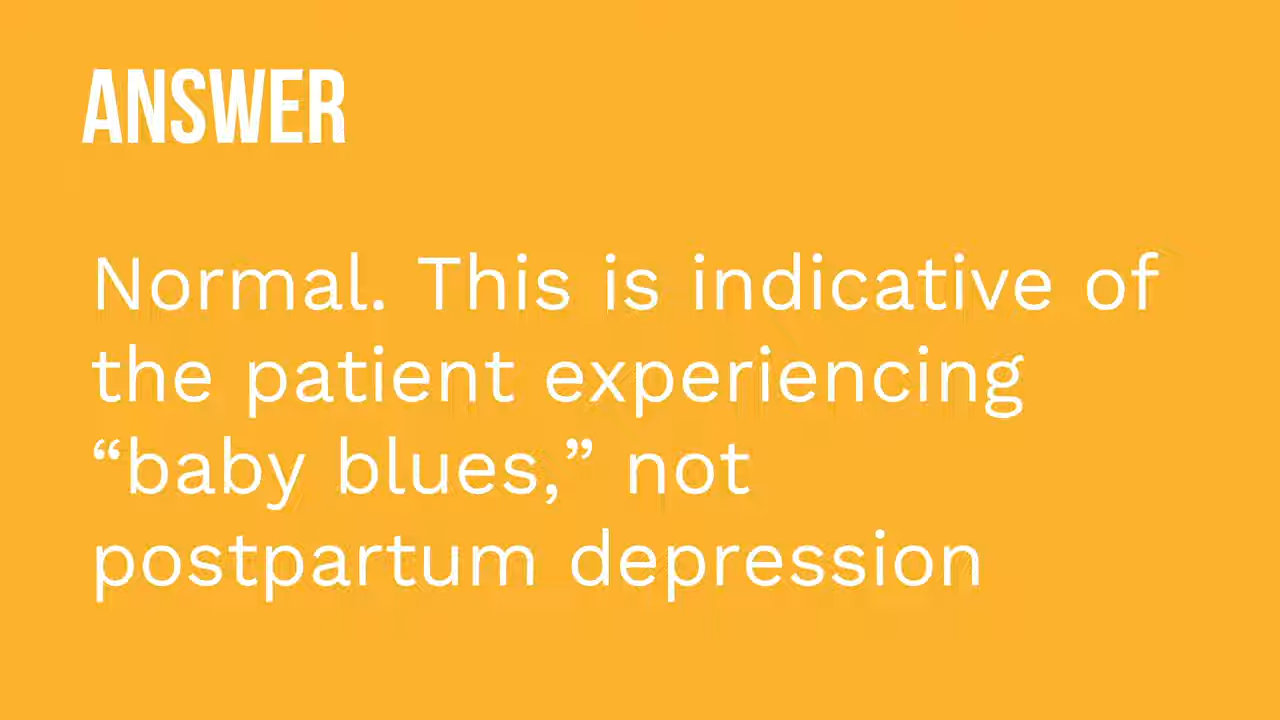 ANSWER
Normal. This is indicative of
the patient experiencing
“baby blues,” not
postpartum depression